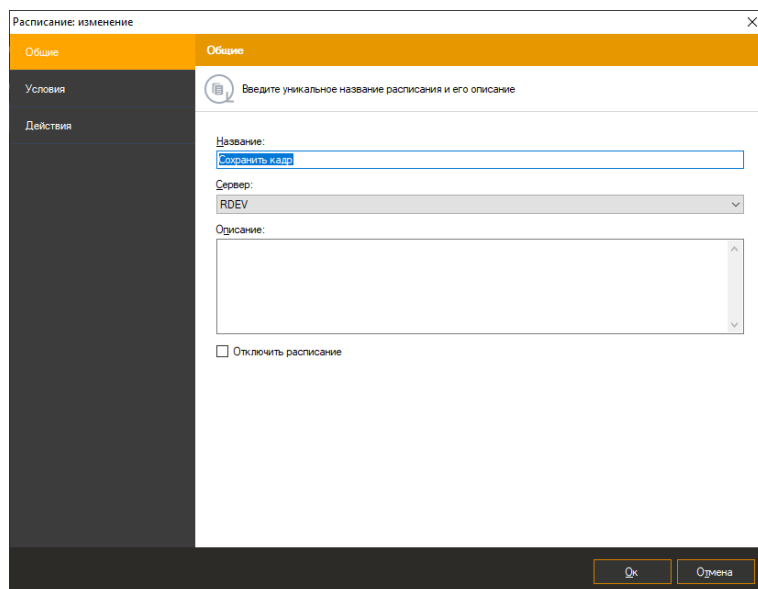 Расписание: изменение
Общие
Условия
Действия
Общие
Введите уникальное название расписания и его описание
Название:
Сохранить кадр
Сервер:
RDEV
Описание:
Отключить расписание
Ок
Отмена